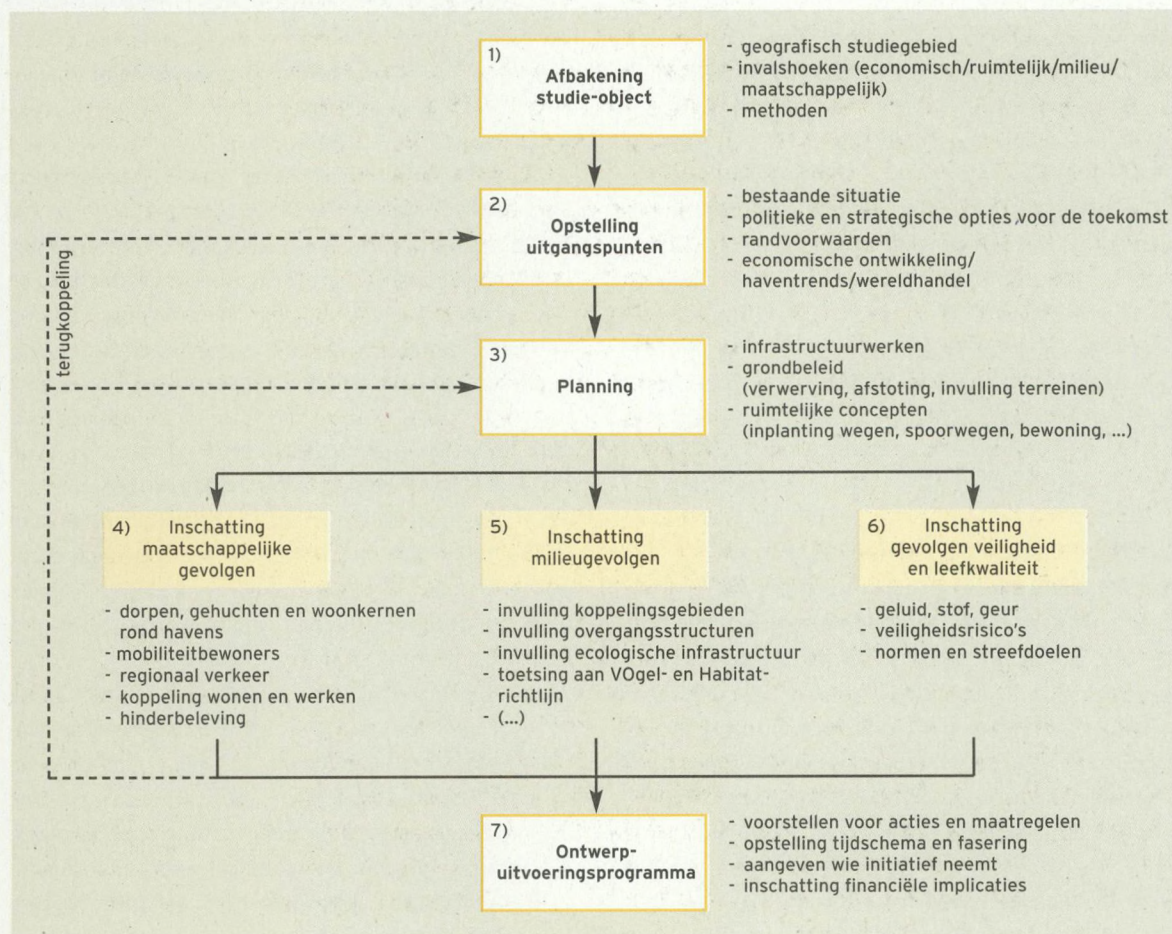 1)
Afbakening
studie-object
- geografisch studiegebied
- invalshoeken (economisch/ruimtelijk/milieu/
maatschappelijk)
- methoden
2)
Opstelling
uitgangspunten
- bestaande situatie
- politieke en strategische opties voor de toekomst
- randvoorwaarden
- economische ontwikkeling/
haventrends/wereldhandel
terugkoppeling
3)
Planning
- infrastructuurwerken
- grondbeleid
(verwerving, afstoting, invulling terreinen)
- ruimtelijke concepten
(inplanting wegen, spoorwegen, bewoning, ...)
4) Inschatting
maatschappelijke
gevolgen
- dorpen, gehuchten en woonkernen
rond havens
- mobiliteitbewoners
- regionaal verkeer
- koppeling wonen en werken
- hinderbeleving
5) Inschatting
milieugevolgen
- invulling koppelingsgebieden
- invulling overgangsstructuren
- invulling ecologische infrastructuur
- toetsing aan VOgel- en Habitat-
richtlijn
- (...)
6) Inschatting
gevolgen veiligheid
en leefkwaliteit
- geluid, stof, geur
- veiligheidsrisico's
- normen en streefdoelen
7)
Ontwerp-
uitvoeringsprogramma
- voorstellen voor acties en maatregelen
- opstelling tijdschema en fasering
- aangeven wie initiatief neemt
- inschatting financiële implicaties